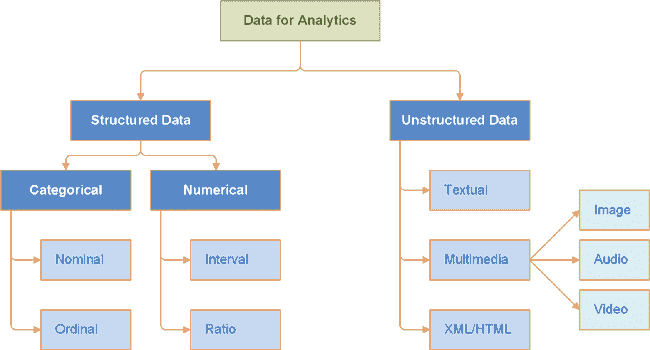 Data for Analytics
Structured Data
Unstructured Data
Categorical
Numerical
Textual
Image
Nominal
Interval
Multimedia
Audio
Ordinal
Ratio
XML/HTML
Video